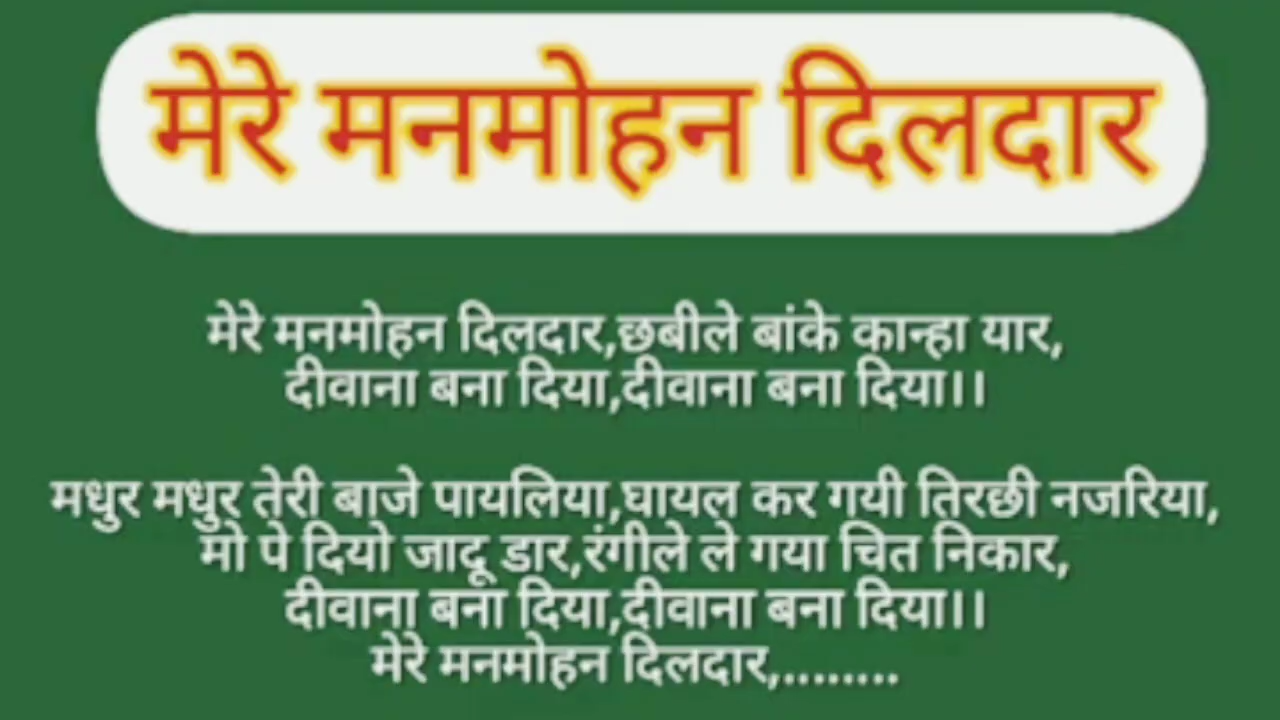 मेरे मनमोहन दिलदार
मेरे मनमोहन दिलदार,छबीले बांके कान्हा यार,
दीवाना बना दिया,दीवाना बना दिया।।
मधुर मधुर तेरी बाजे पायलिया,घायल कर गयी तिरछी नजरिया,
मो पे दियो जादू डार,रंगीले ले गया चित निकार,
दीवाना बना दिया,दीवाना बना दिया।।
मेरे मनमोहन दिलदार,.........